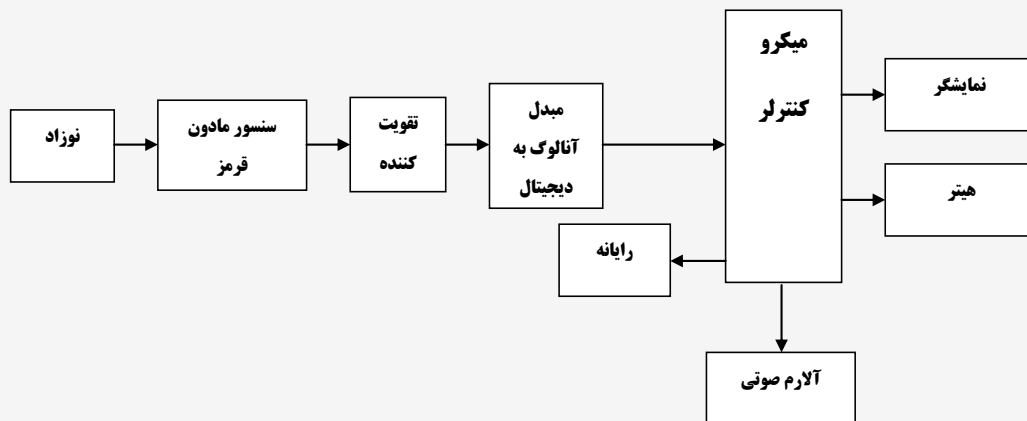 نوزاد
سنسور مادون
قرمز
تقویت
کننده
مبدل
آنالوگ به
دیجیتال
میکرو
کنترلر
نمایشگر
هیتر
رایانه
آلارم صوتی